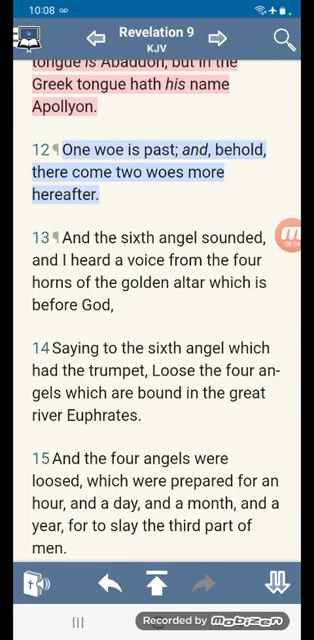 10:08
Revelation 9
KJV
tongue is Abaddon, but in the
Greek tongue hath his name
Apollyon.
12 ¶ One woe is past; and, behold,
there come two woes more
hereafter.
13 ¶ And the sixth angel sounded,
and I heard a voice from the four
horns of the golden altar which is
before God,
14 Saying to the sixth angel which
had the trumpet, Loose the four an-
gels which are bound in the great
river Euphrates.
15 And the four angels were
loosed, which were prepared for an
hour, and a day, and a month, and a
year, for to slay the third part of
men.
Recorded by mobizen